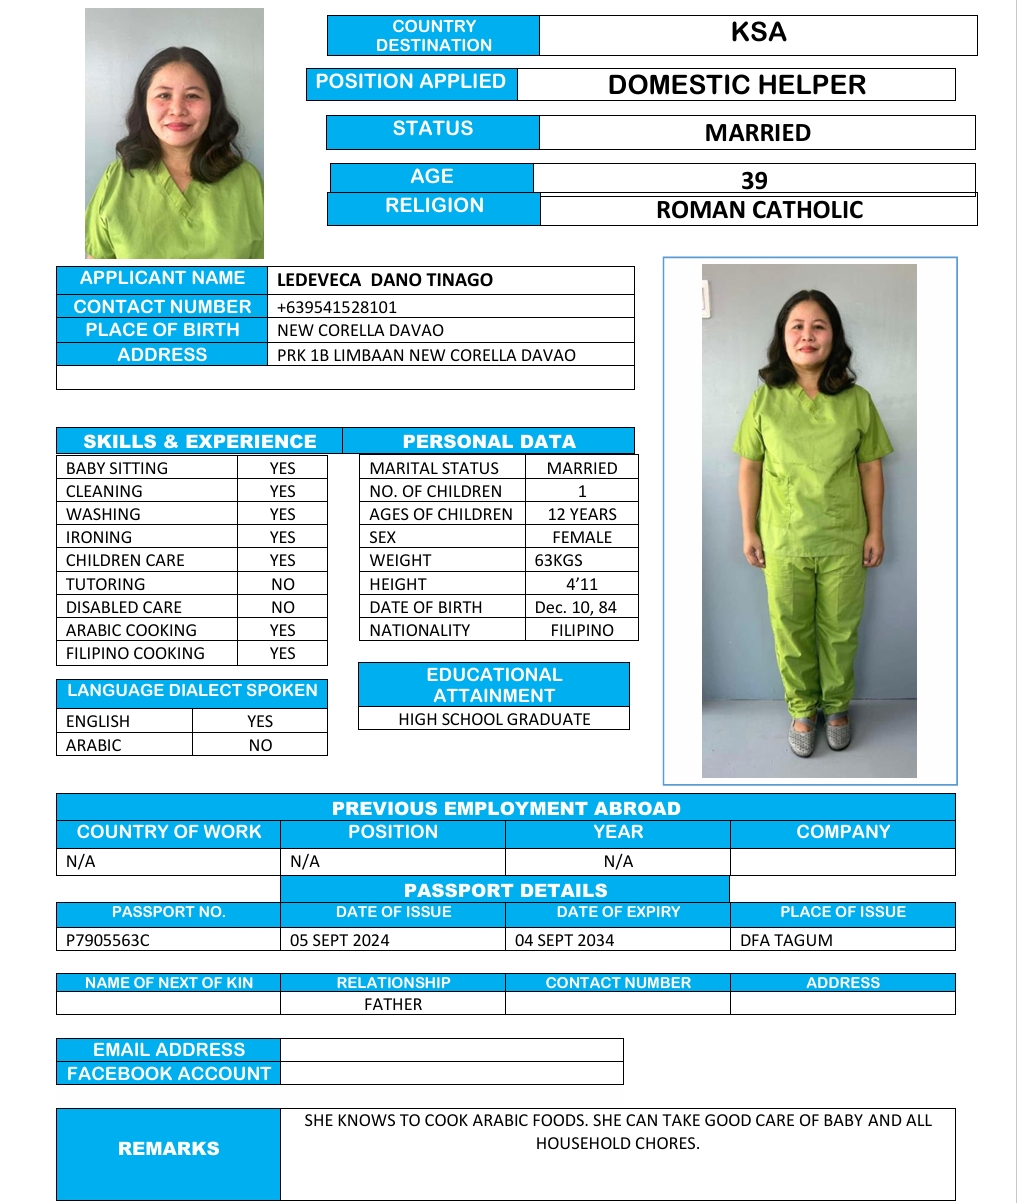 COUNTRY DESTINATION KSA
POSITION APPLIED DOMESTIC HELPER
STATUS MARRIED
AGE 39
RELIGION ROMAN CATHOLIC
APPLICANT NAME LEDEVECA DANO TINAGO
CONTACT NUMBER +639541528101
PLACE OF BIRTH NEW CORELLA DAVAO
ADDRESS PRK 1B LIMBAAN NEW CORELLA DAVAO
SKILLS & EXPERIENCE
BABY SITTING YES
CLEANING YES
WASHING YES
IRONING YES
CHILDREN CARE YES
TUTORING NO
DISABLED CARE NO
ARABIC COOKING YES
FILIPINO COOKING YES
LANGUAGE DIALECT SPOKEN
ENGLISH YES
ARABIC NO
PERSONAL DATA
MARITAL STATUS MARRIED
NO. OF CHILDREN 1
AGES OF CHILDREN 12 YEARS
SEX FEMALE
WEIGHT 63KGS
HEIGHT 4’11
DATE OF BIRTH Dec. 10, 84
NATIONALITY FILIPINO
EDUCATIONAL
ATTAINMENT
HIGH SCHOOL GRADUATE
PREVIOUS EMPLOYMENT ABROAD
COUNTRY OF WORK POSITION YEAR COMPANY
N/A N/A N/A
PASSPORT DETAILS
PASSPORT NO. DATE OF ISSUE DATE OF EXPIRY PLACE OF ISSUE
P7905563C 05 SEPT 2024 04 SEPT 2034 DFA TAGUM
NAME OF NEXT OF KIN RELATIONSHIP CONTACT NUMBER ADDRESS
FATHER
EMAIL ADDRESS
FACEBOOK ACCOUNT
REMARKS
SHE KNOWS TO COOK ARABIC FOODS. SHE CAN TAKE GOOD CARE OF BABY AND ALL
HOUSEHOLD CHORES.